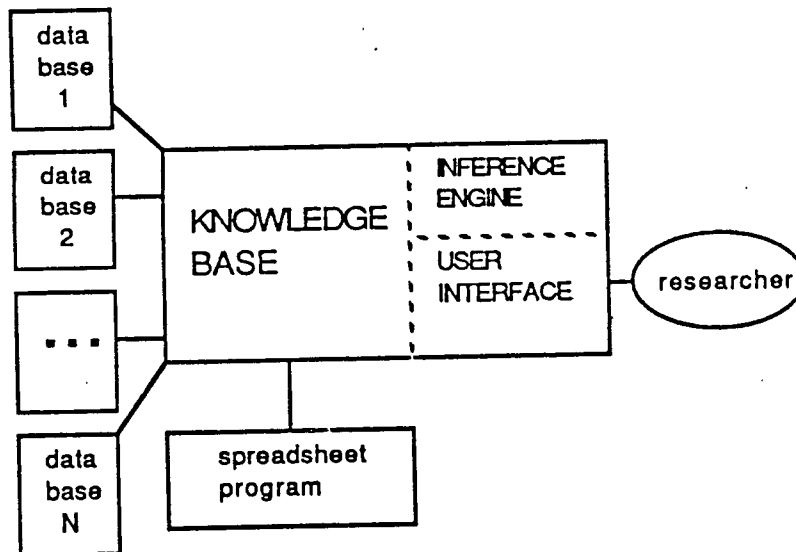 data
base
1
data
base
2
...
data
base
N
KNOWLEDGE
BASE
INFERENCE
ENGINE
USER
INTERFACE
researcher
spreadsheet
program